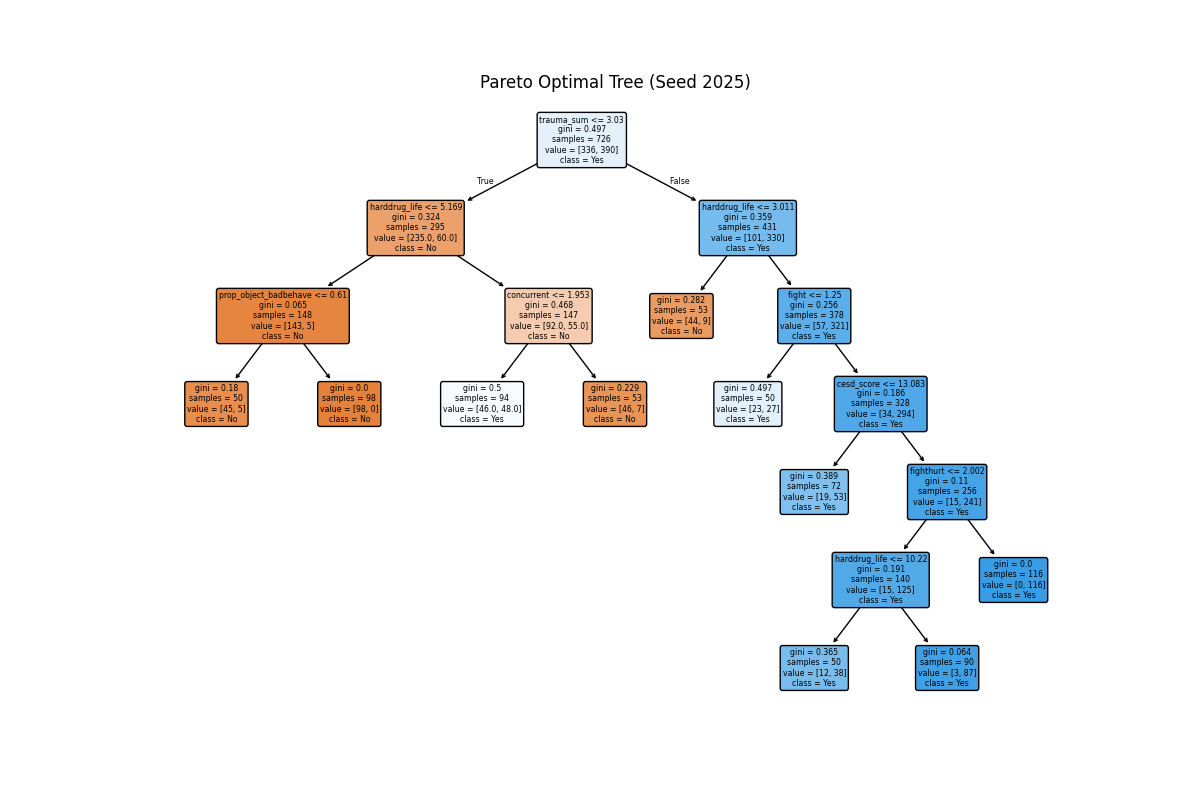 Pareto Optimal Tree (Seed 2025)
trauma_sum <= 3.03
gini = 0.497
samples = 726
value = [336, 390]
class = Yes
True
False
harddrug_life <= 5.169
gini = 0.324
samples = 295
value = [235.0, 60.0]
class = No
harddrug_life <= 3.011
gini = 0.359
samples = 431
value = [101, 330]
class = Yes
prop_object_badbehave <= 0.61
gini = 0.065
samples = 148
value = [143, 5]
class = No
concurrent <= 1.953
gini = 0.468
samples = 147
value = [92.0, 55.0]
class = No
gini = 0.282
samples = 53
value = [44, 9]
class = No
fight <= 1.25
gini = 0.256
samples = 378
value = [57, 321]
class = Yes
gini = 0.18
samples = 50
value = [45, 5]
class = No
gini = 0.0
samples = 98
value = [98, 0]
class = No
gini = 0.5
samples = 94
value = [46.0, 48.0]
class = Yes
gini = 0.229
samples = 53
value = [46, 7]
class = No
gini = 0.497
samples = 50
value = [23, 27]
class = Yes
cesd_score <= 13.083
gini = 0.186
samples = 328
value = [34, 294]
class = Yes
gini = 0.389
samples = 72
value = [19, 53]
class = Yes
fighthurt <= 2.002
gini = 0.11
samples = 256
value = [15, 241]
class = Yes
harddrug_life <= 10.22
gini = 0.191
samples = 140
value = [15, 125]
class = Yes
gini = 0.0
samples = 116
value = [0, 116]
class = Yes
gini = 0.365
samples = 50
value = [12, 38]
class = Yes
gini = 0.064
samples = 90
value = [3, 87]
class = Yes